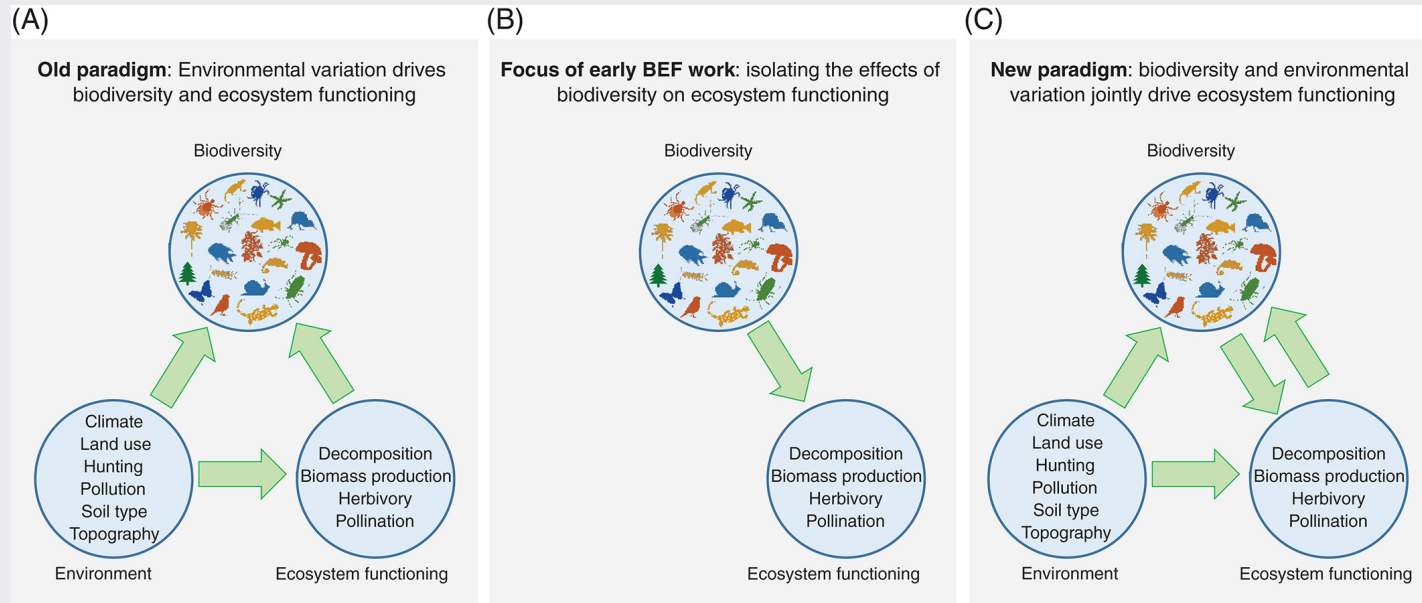 (A)
Old paradigm: Environmental variation drives
biodiversity and ecosystem functioning
Biodiversity
Climate
Land use
Hunting
Pollution
Soil type
Topography
Environment
Decomposition
Biomass production
Herbivory
Pollination
Ecosystem functioning
(B)
Focus of early BEF work: isolating the effects of
biodiversity on ecosystem functioning
Biodiversity
Decomposition
Biomass production
Herbivory
Pollination
Ecosystem functioning
(C)
New paradigm: biodiversity and environmental
variation jointly drive ecosystem functioning
Biodiversity
Climate
Land use
Hunting
Pollution
Soil type
Topography
Environment
Decomposition
Biomass production
Herbivory
Pollination
Ecosystem functioning